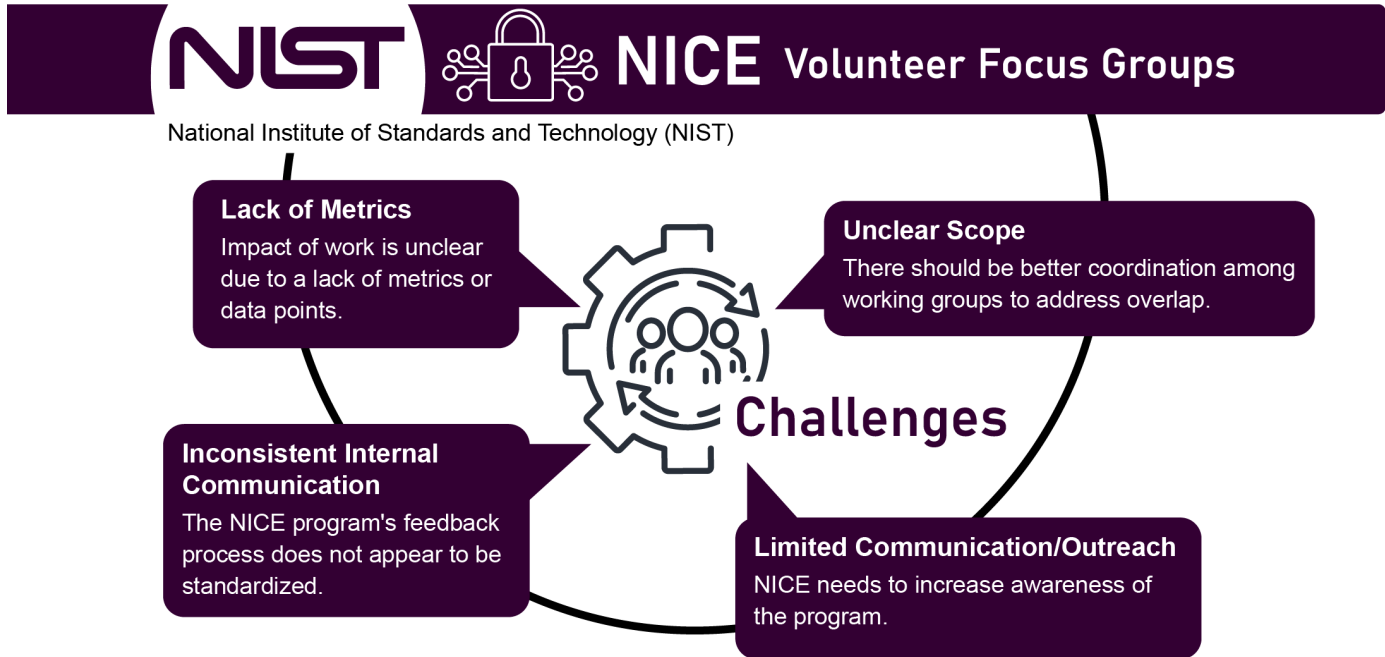 NIST
NICE Volunteer Focus Groups
National Institute of Standards and Technology (NIST)
Lack of Metrics
Impact of work is unclear
due to a lack of metrics or
data points.
Unclear Scope
There should be better coordination among
working groups to address overlap.
Challenges
Inconsistent Internal
Communication
The NICE program's feedback
process does not appear to be
standardized.
Limited Communication/Outreach
NICE needs to increase awareness of
the program.